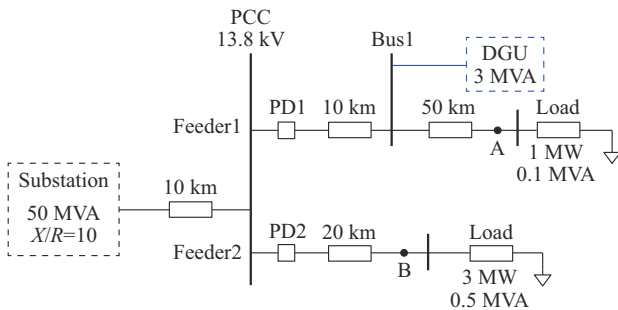 PCC
13.8 kV
Bus1
DGU
3 MVA
Feeder1
PD1
10 km
50 km
Load
A
1 MW
0.1 MVA
Substation
50 MVA
X/R=10
10 km
Feeder2
PD2
20 km
Load
B
3 MW
0.5 MVA